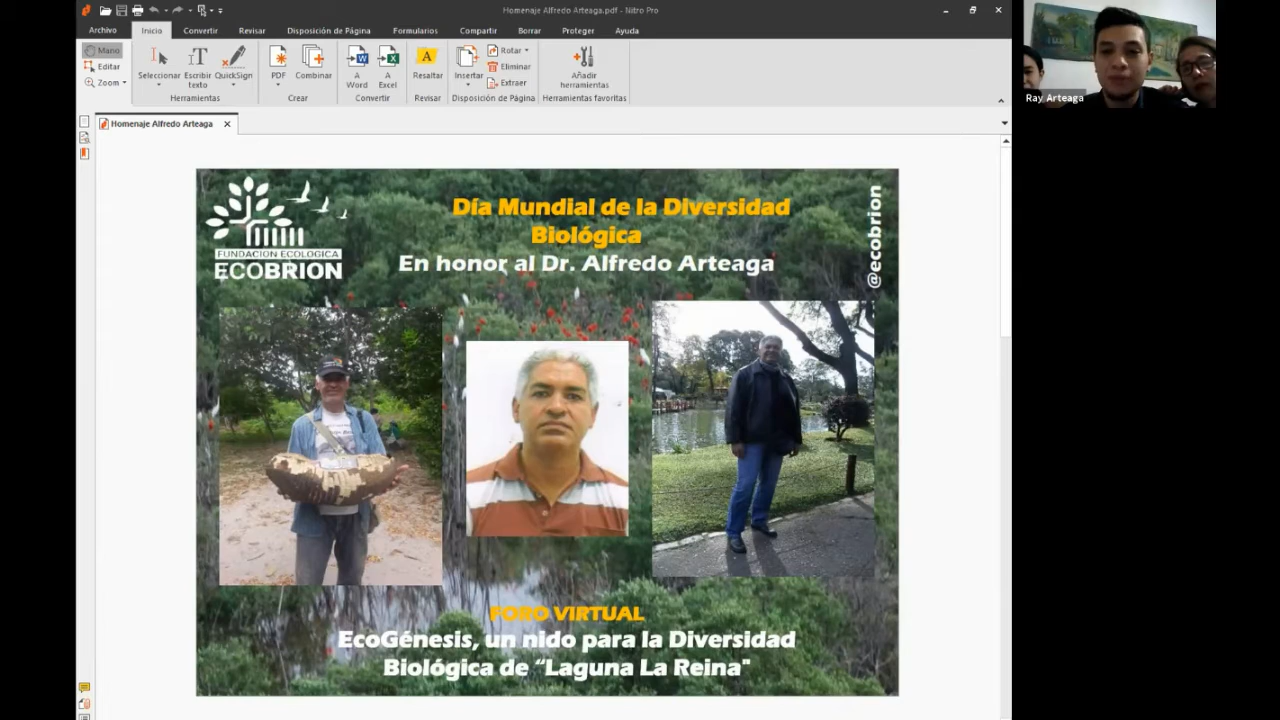 Homenaje Alfredo Arteaga.pdf - Nitro Pro
Archivo Inicio Convertir Revisar Disposición de Página Formularios Compartir Borrar Proteger Ayuda
Mano
Editar
Zoom
Seleccionar
Escribir texto
QuickSign
Herramientas
PDF
Combinar
Crear
A Word
A Excel
Convertir
A
Resaltar
Revisar
Insertar
Rotar
Eliminar
Extraer
Disposición de Página
Añadir herramientas
Herramientas favoritas
Homenaje Alfredo Arteaga
FUNDACION ECOLOGICA
ECOBRION
Día Mundial de la Diversidad
Biológica
En honor al Dr. Alfredo Arteaga
@ecobrion
FORO VIRTUAL
EcoGénesis, un nido para la Diversidad
Biológica de “Laguna La Reina"
Ray Arteaga